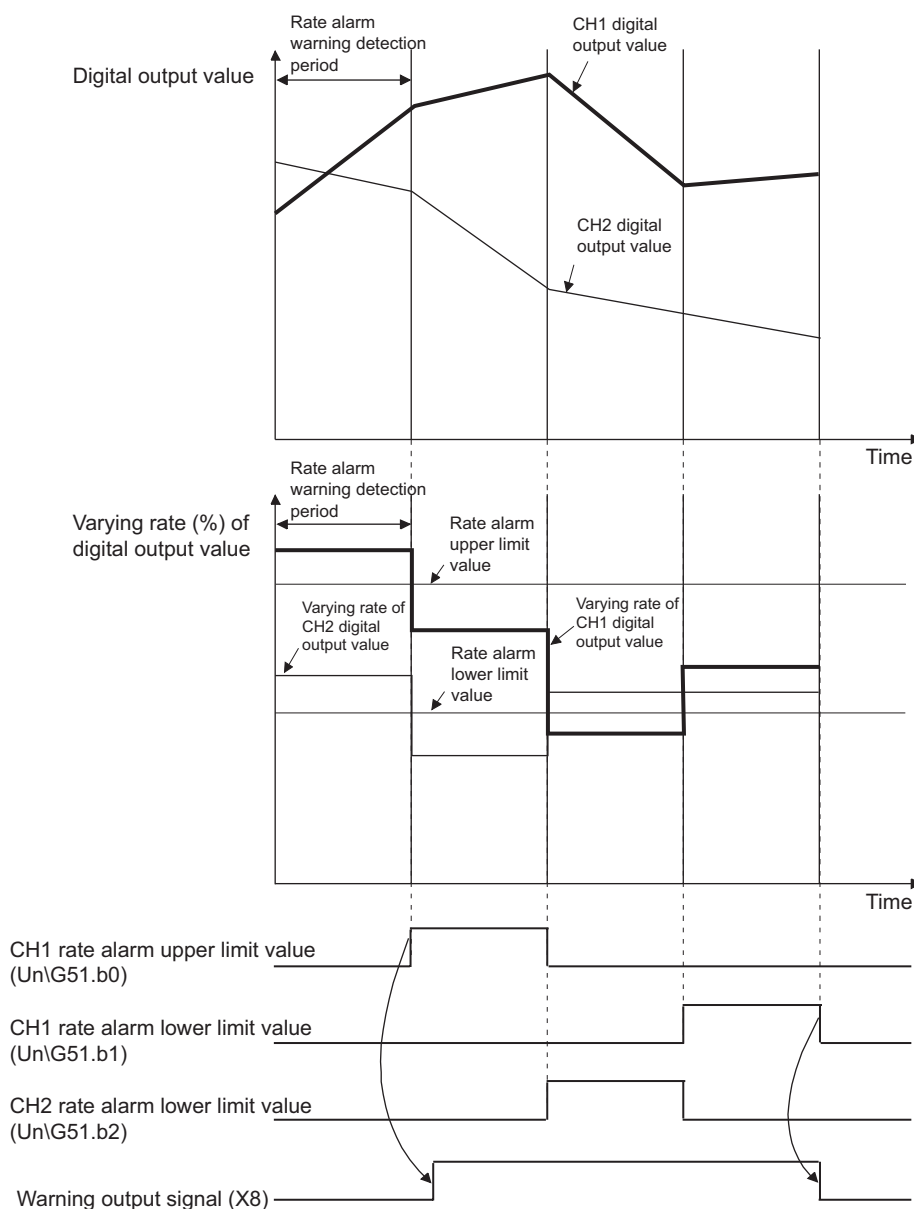 Rate alarm
warning detection
period
CH1 digital
output value
Digital output value
CH2 digital
output value
Time
Rate alarm
warning detection
period
Varying rate (%) of
digital output value
Rate alarm
upper limit
value
Varying rate of
CH2 digital
output value
Varying rate of
CH1 digital
output value
Rate alarm
lower limit
value
Time
CH1 rate alarm upper limit value
(Un\G51.b0)
CH1 rate alarm lower limit value
(Un\G51.b1)
CH2 rate alarm lower limit value
(Un\G51.b2)
Warning output signal (X8)